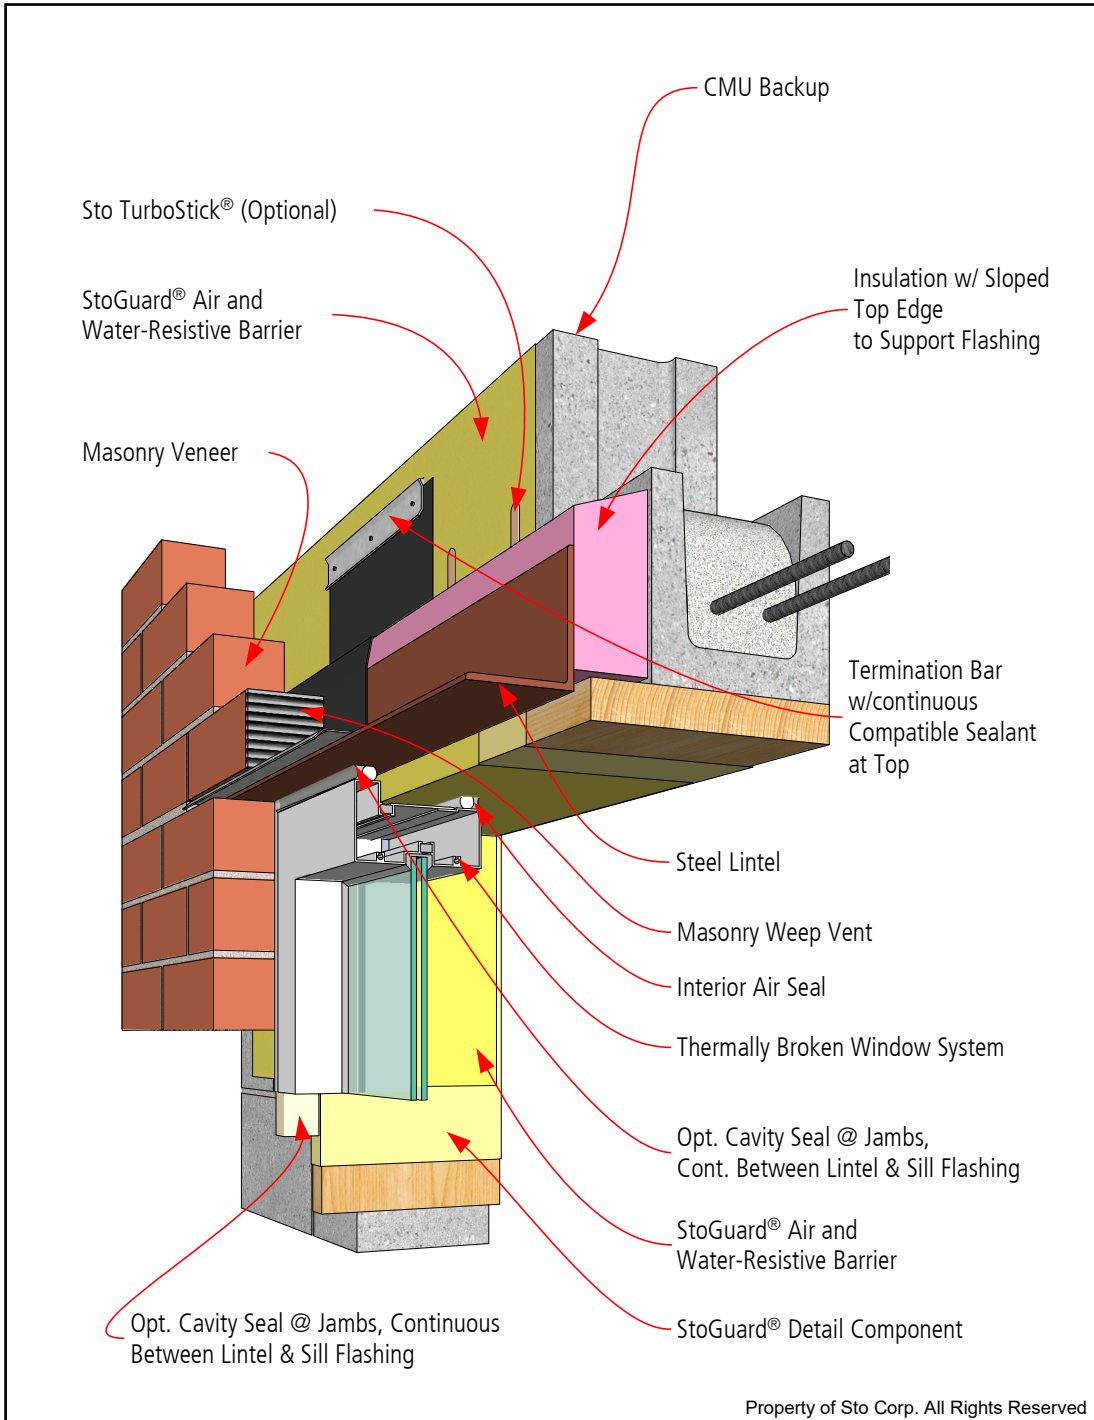 CMU Backup
Sto TurboStick® (Optional)
StoGuard® Air and
Water-Resistive Barrier
Insulation w/ Sloped
Top Edge
to Support Flashing
Masonry Veneer
Termination Bar
w/continuous
Compatible Sealant
at Top
Steel Lintel
Masonry Weep Vent
Interior Air Seal
Thermally Broken Window System
Opt. Cavity Seal @ Jambs,
Cont. Between Lintel & Sill Flashing
StoGuard® Air and
Water-Resistive Barrier
StoGuard® Detail Component
Opt. Cavity Seal @ Jambs, Continuous
Between Lintel & Sill Flashing
Property of Sto Corp. All Rights Reserved